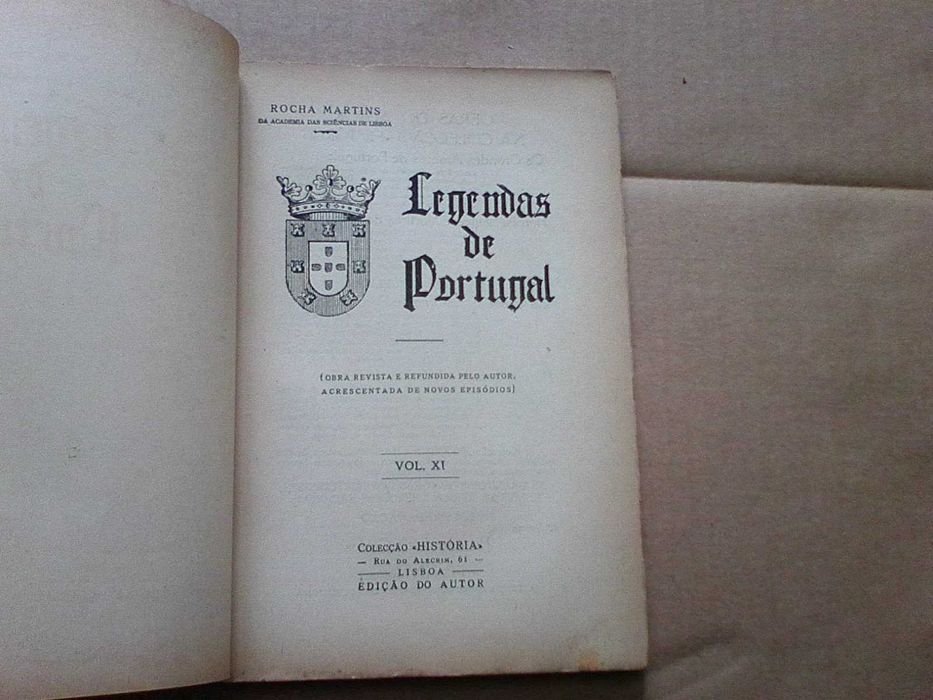 ROCHA MARTINS
DA ACADEMIA DAS SCIÊNCIAS DE LISBOA
Legendas
de
Portugal
(OBRA REVISTA E REFUNDIDA PELO AUTOR,
ACRESCENTADA DE NOVOS EPISÓDIOS)
VOL. XI
COLECÇÃO «HISTÓRIA»
— RUA DO ALECRIM, 61 —
— LISBOA —
EDIÇÃO DO AUTOR